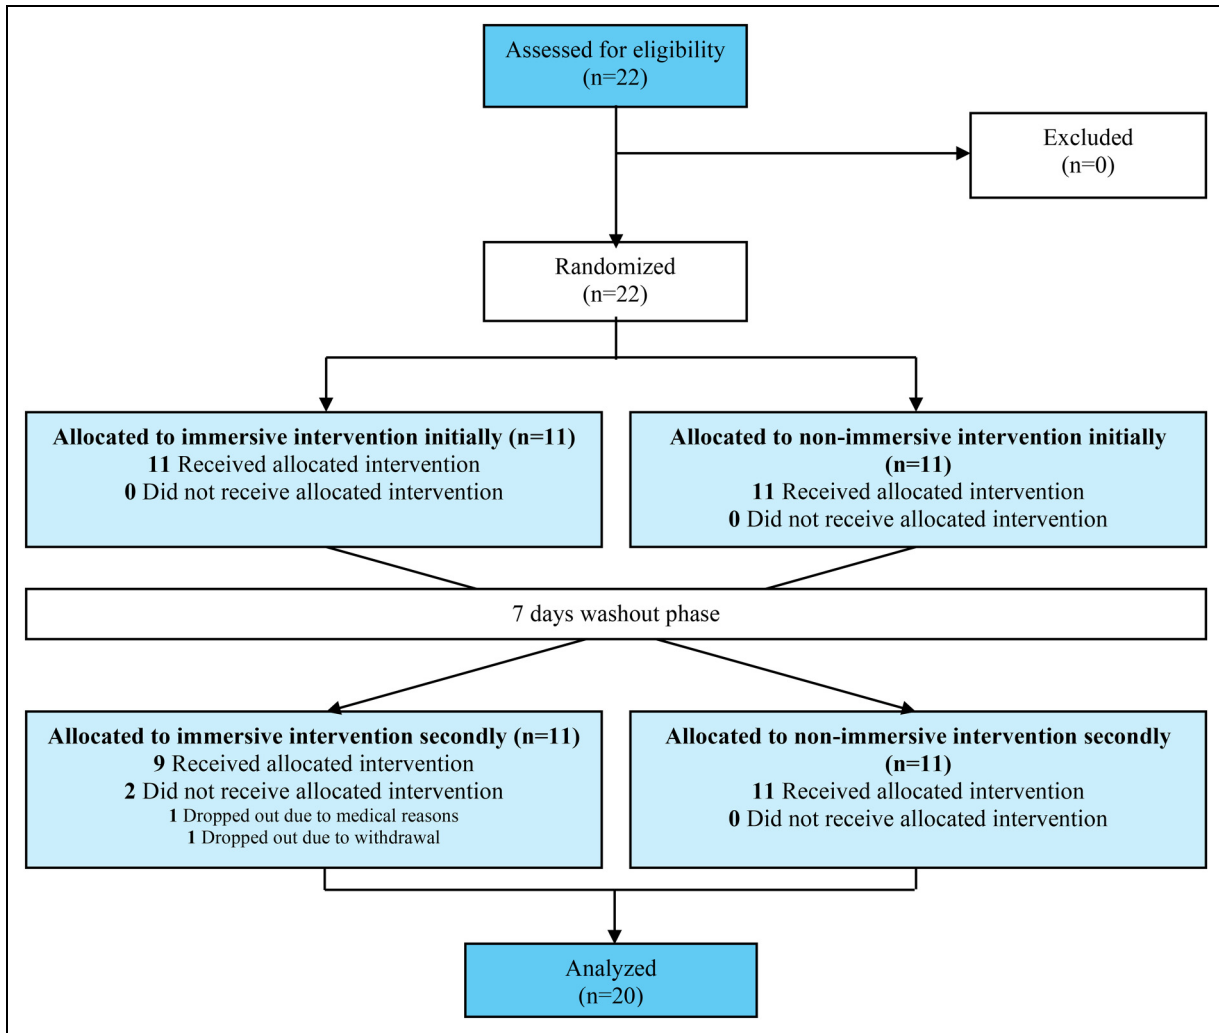 Assessed for eligibility
(n=22)
Excluded
(n=0)
Randomized
(n=22)
Allocated to immersive intervention initially (n=11)
11 Received allocated intervention
0 Did not receive allocated intervention
Allocated to non-immersive intervention initially
(n=11)
11 Received allocated intervention
0 Did not receive allocated intervention
7 days washout phase
Allocated to immersive intervention secondly (n=11)
9 Received allocated intervention
2 Did not receive allocated intervention
1 Dropped out due to medical reasons
1 Dropped out due to withdrawal
Allocated to non-immersive intervention secondly
(n=11)
11 Received allocated intervention
0 Did not receive allocated intervention
Analyzed
(n=20)